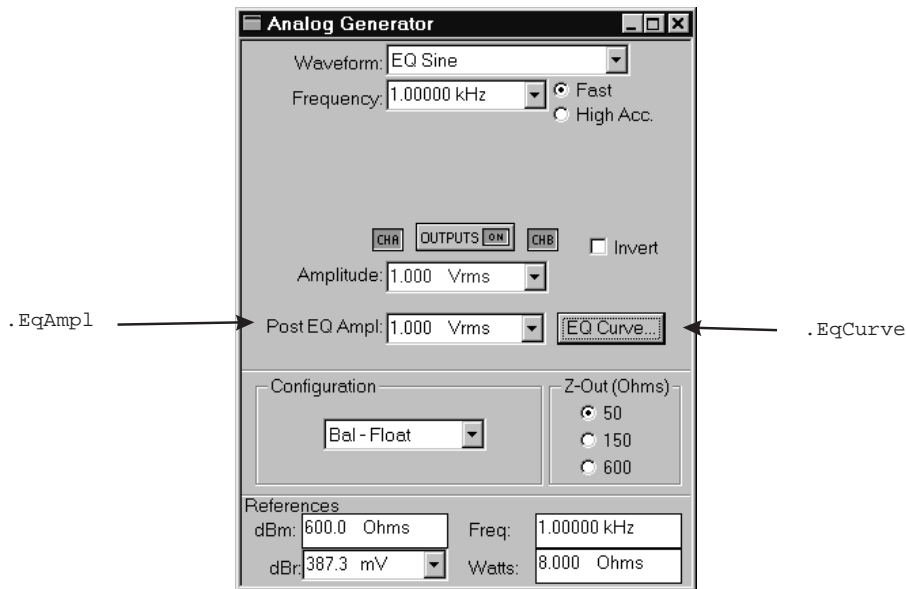 Analog Generator
Waveform: EQ Sine
Frequency: 1.00000 kHz
Fast
High Acc.
CHA OUTPUTS ON CHB
Invert
Amplitude: 1.000 Vrms
.EqAmpl
Post EQ Ampl: 1.000 Vrms
EQ Curve...
.EqCurve
Configuration
Bal - Float
Z-Out (Ohms)
50
150
600
References
dBm: 600.0 Ohms
Freq: 1.00000 kHz
dBr: 387.3 mV
Watts: 8.000 Ohms